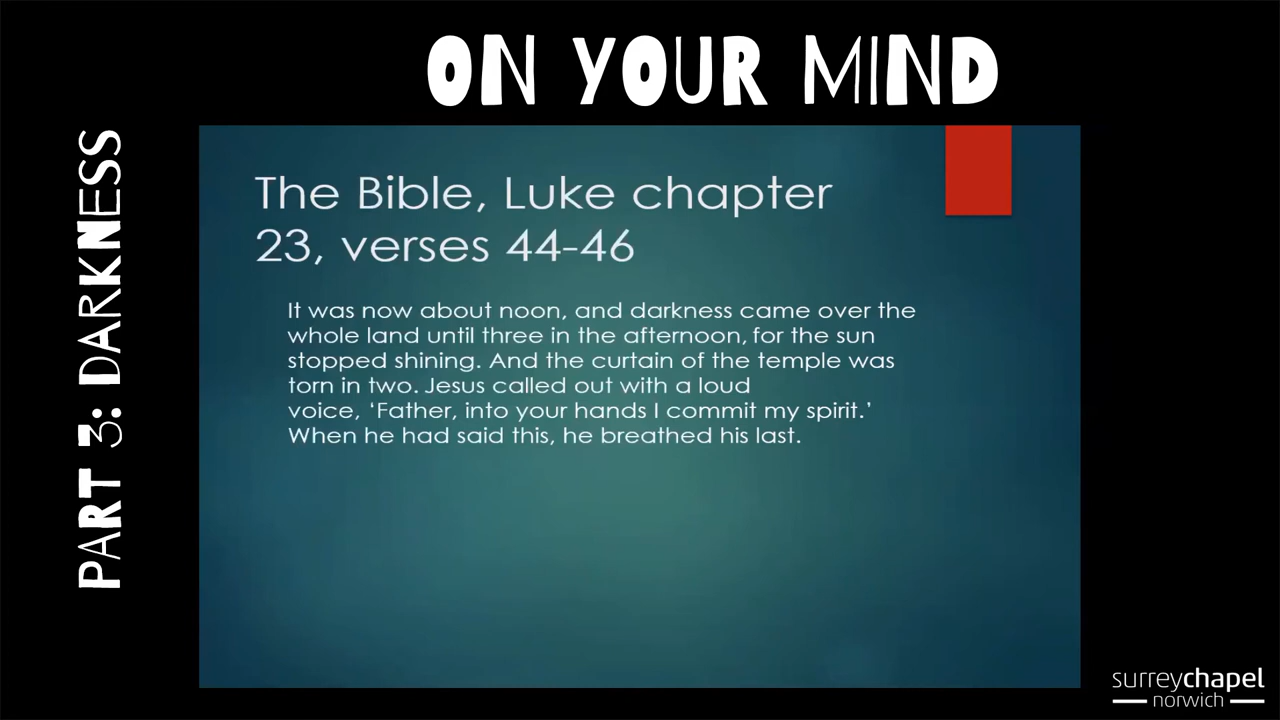 ON YOUR MIND
PART 3: DARKNESS
The Bible, Luke chapter
23, verses 44-46
It was now about noon, and darkness came over the
whole land until three in the afternoon, for the sun
stopped shining. And the curtain of the temple was
torn in two. Jesus called out with a loud
voice, ‘Father, into your hands I commit my spirit.’
When he had said this, he breathed his last.
surreychapel
norwich